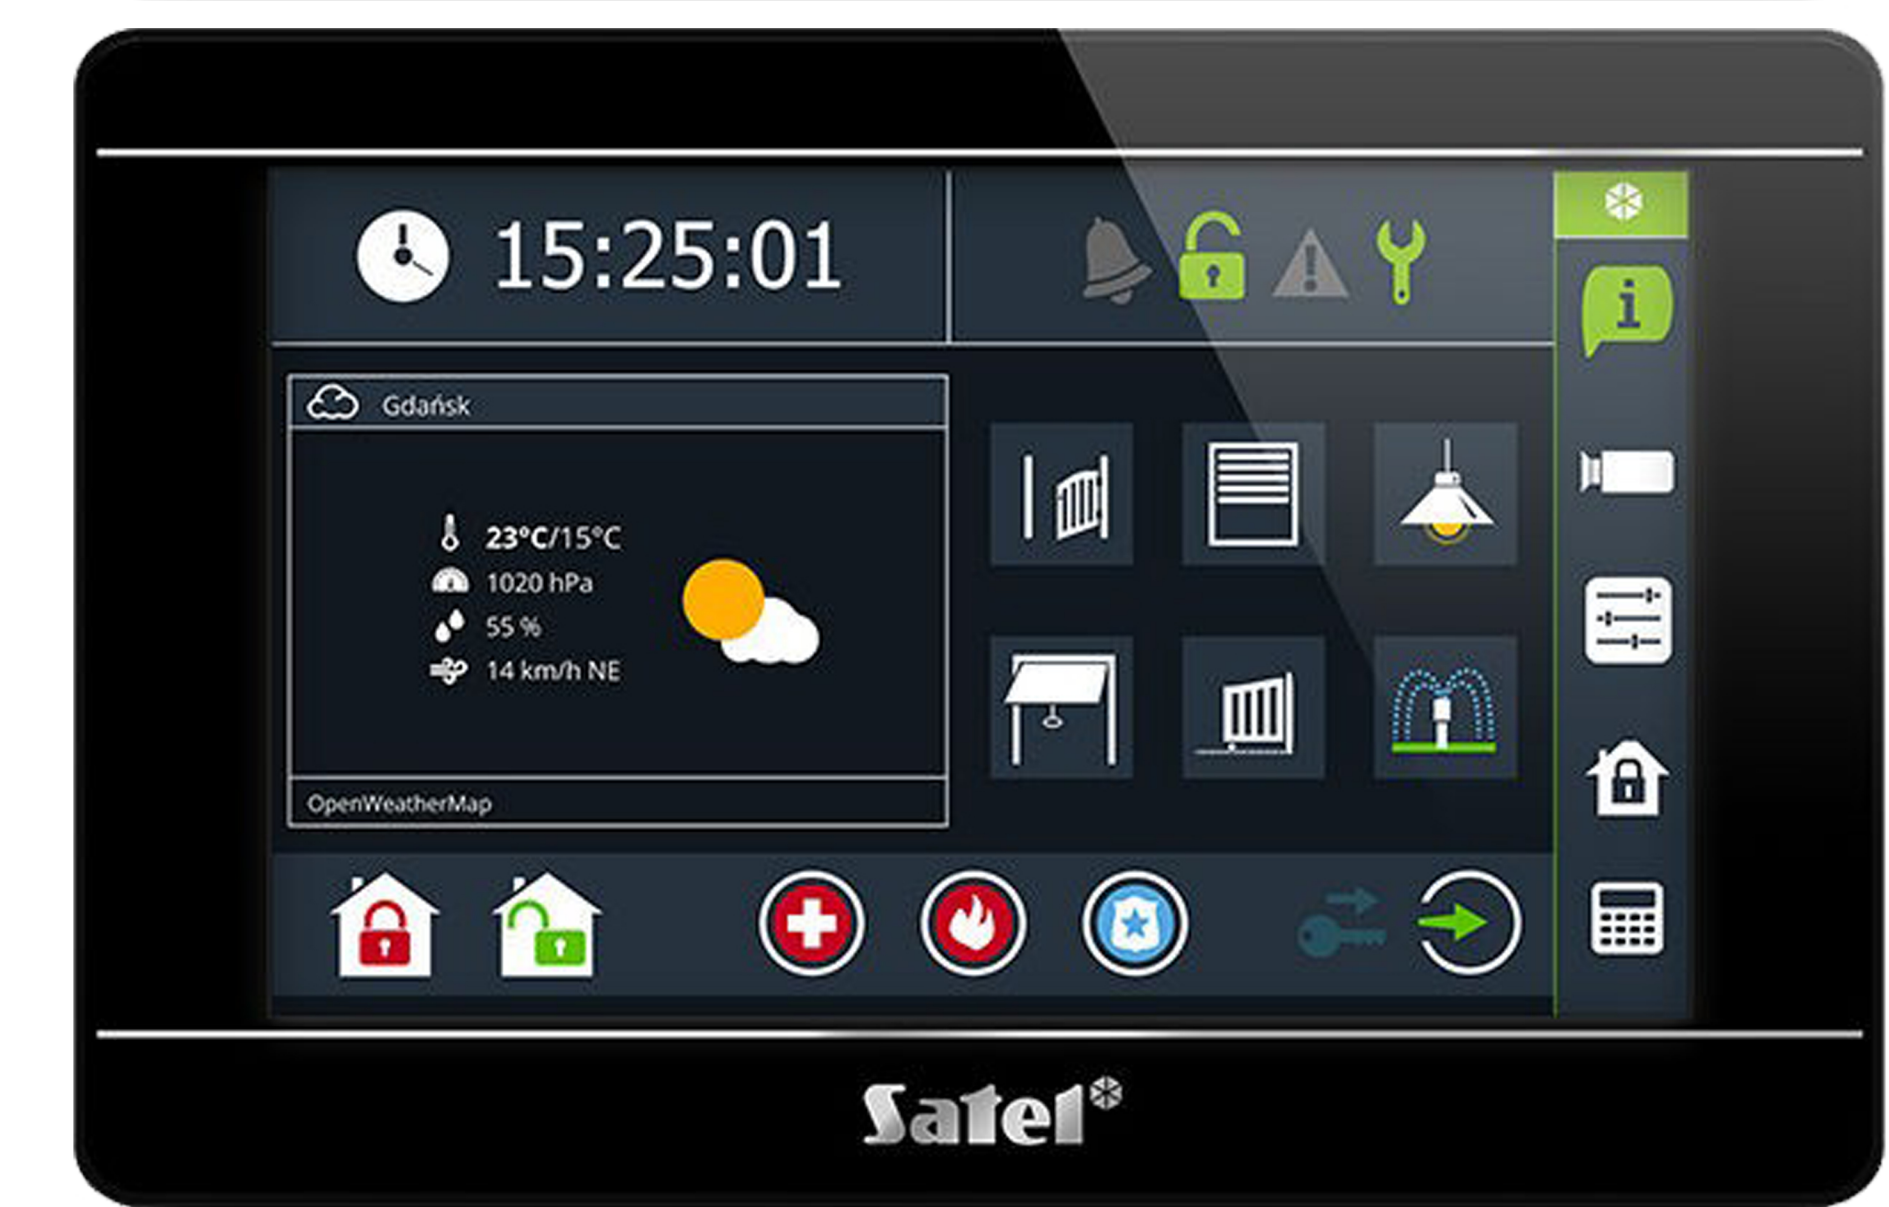 15:25:01
i
Gdańsk
23°C/15°C
1020 hPa
55 %
14 km/h NE
OpenWeatherMap
Satel